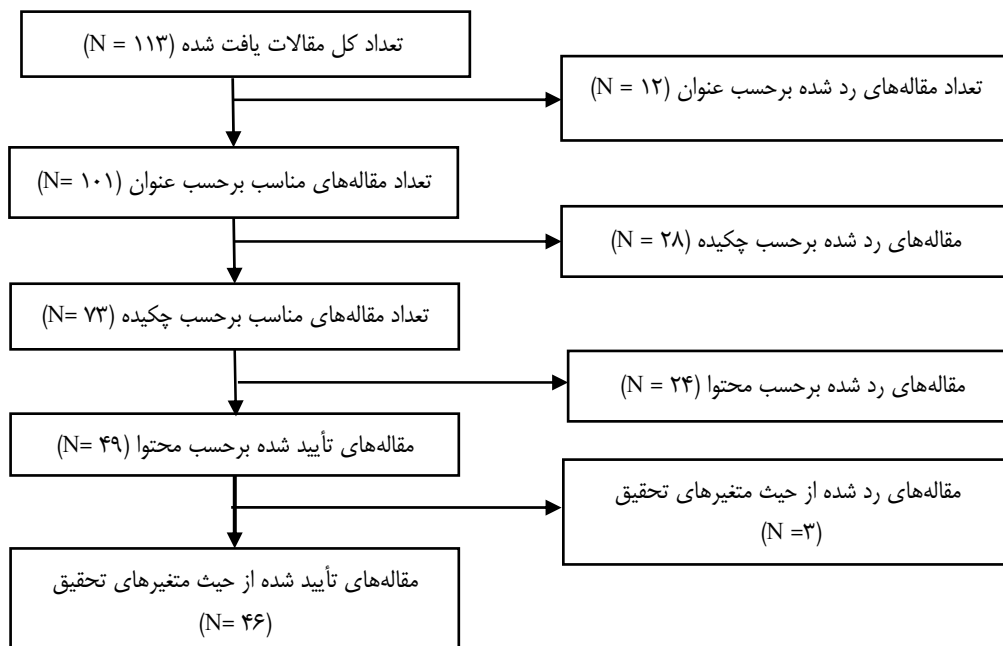 تعداد کل مقالات یافت شده (N = ۱۱۳)
تعداد مقاله‌های رد شده برحسب عنوان (N = ۱۲)
تعداد مقاله‌های مناسب برحسب عنوان (N= ۱۰۱)
مقاله‌های رد شده برحسب چکیده (N = ۲۸)
تعداد مقاله‌های مناسب برحسب چکیده (N= ۷۳)
مقاله‌های رد شده برحسب محتوا (N = ۲۴)
مقاله‌های تأیید شده برحسب محتوا (N= ۴۹)
مقاله‌های رد شده از حیث متغیرهای تحقیق
(N =۳)
مقاله‌های تأیید شده از حیث متغیرهای تحقیق
(N= ۴۶)